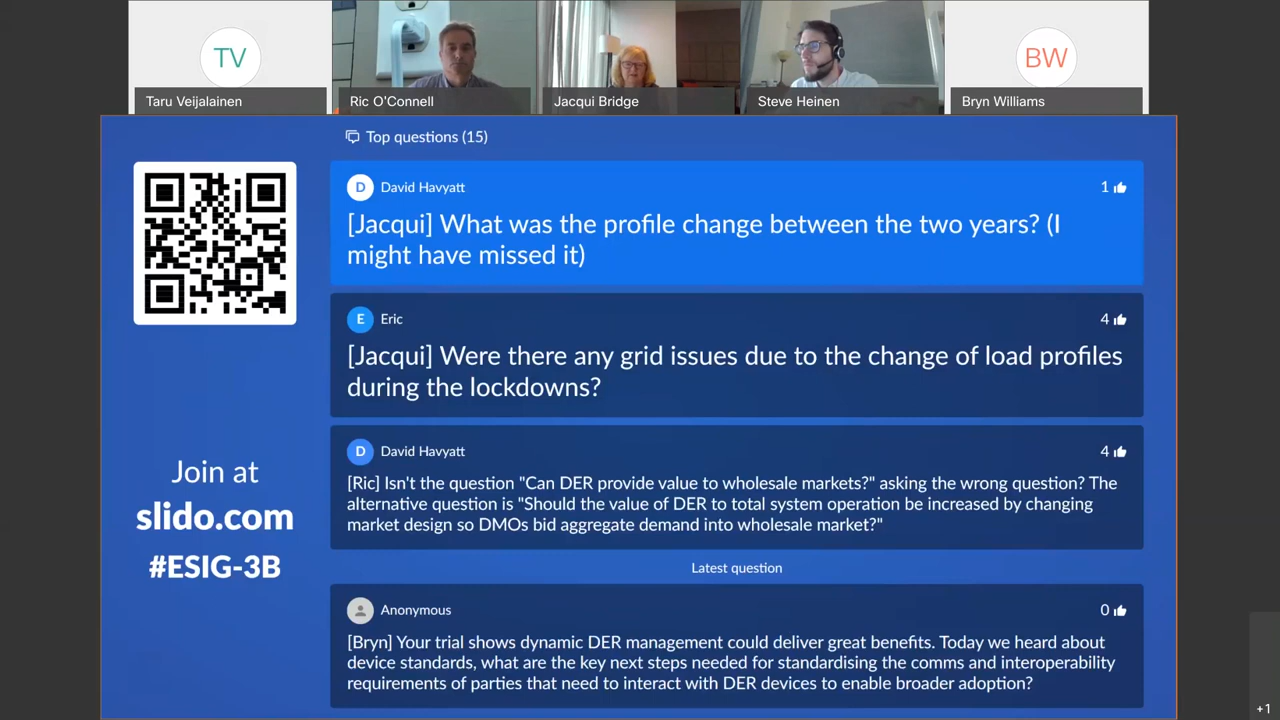 TV
Taru Veijalainen
Ric O'Connell
Jacqui Bridge
Steve Heinen
BW
Bryn Williams
Top questions (15)
D David Havyatt 1
[Jacqui] What was the profile change between the two years? (I
might have missed it)
E Eric 4
[Jacqui] Were there any grid issues due to the change of load profiles
during the lockdowns?
D David Havyatt 4
[Ric] Isn't the question "Can DER provide value to wholesale markets?" asking the wrong question? The
alternative question is "Should the value of DER to total system operation be increased by changing
market design so DMOs bid aggregate demand into wholesale market?"
Latest question
Anonymous 0
[Bryn] Your trial shows dynamic DER management could deliver great benefits. Today we heard about
device standards, what are the key next steps needed for standardising the comms and interoperability
requirements of parties that need to interact with DER devices to enable broader adoption?
Join at
slido.com
#ESIG-3B
+1